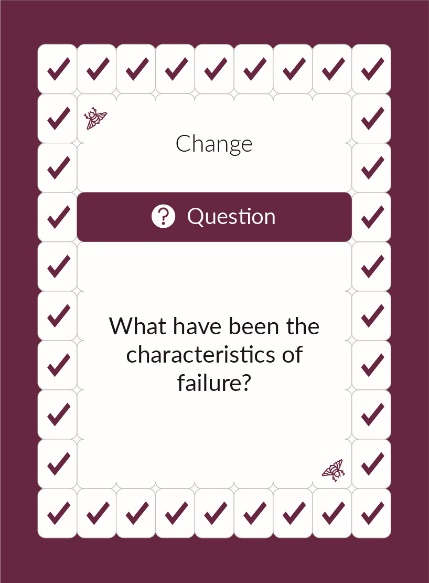 Change
? Question
What have been the
characteristics of
failure?